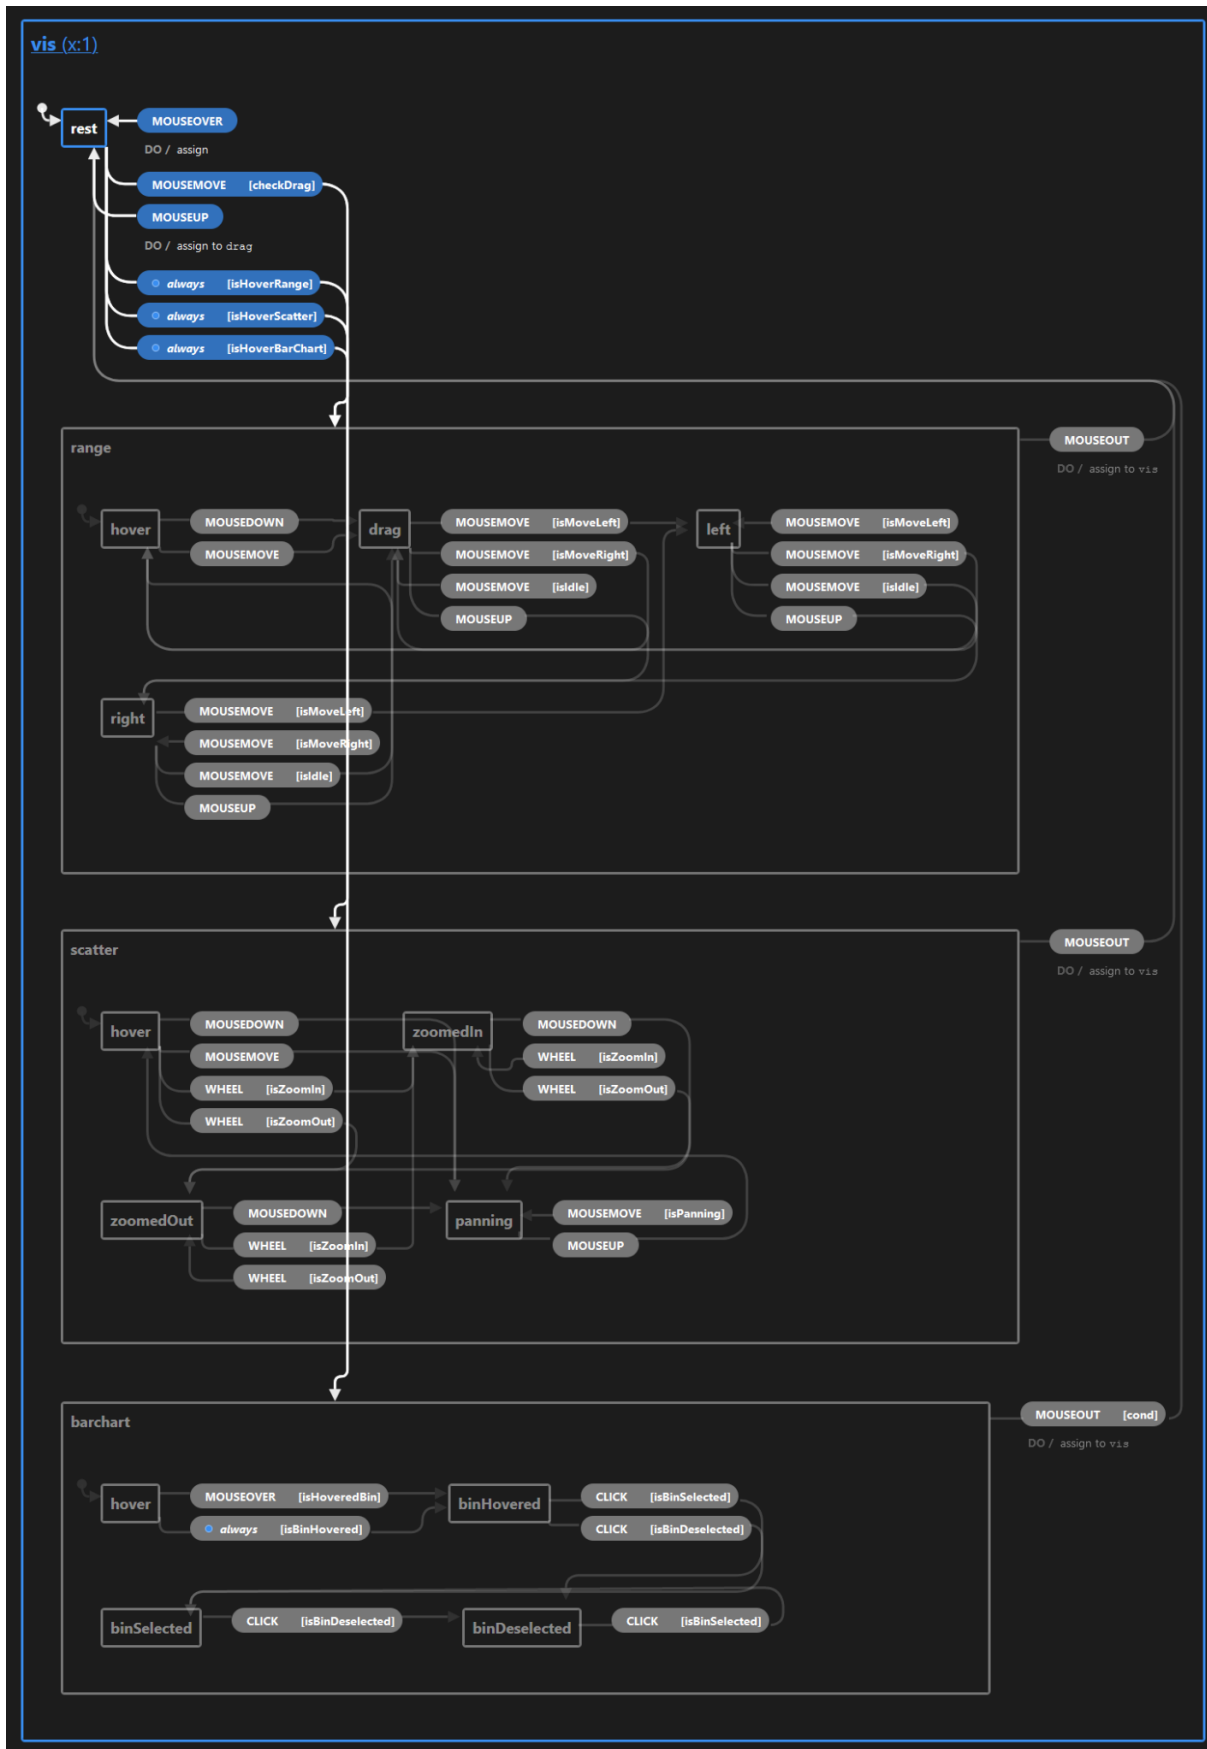 vis (x:1)
rest
MOUSEOVER
DO / assign
MOUSEMOVE [checkDrag]
MOUSEUP
DO / assign to drag
always [isHoverRange]
always [isHoverScatter]
always [isHoverBarChart]
range
MOUSEOUT
DO / assign to vis
hover
MOUSEDOWN
MOUSEMOVE
drag
MOUSEMOVE [isMoveLeft]
MOUSEMOVE [isMoveRight]
MOUSEMOVE [isIdle]
MOUSEUP
left
MOUSEMOVE [isMoveLeft]
MOUSEMOVE [isMoveRight]
MOUSEMOVE [isIdle]
MOUSEUP
right
MOUSEMOVE [isMoveLeft]
MOUSEMOVE [isMoveRight]
MOUSEMOVE [isIdle]
MOUSEUP
scatter
MOUSEOUT
DO / assign to vis
hover
MOUSEDOWN
MOUSEMOVE
WHEEL [isZoomIn]
WHEEL [isZoomOut]
zoomedIn
MOUSEDOWN
WHEEL [isZoomIn]
WHEEL [isZoomOut]
zoomedOut
MOUSEDOWN
WHEEL [isZoomIn]
WHEEL [isZoomOut]
panning
MOUSEMOVE [isPanning]
MOUSEUP
barchart
MOUSEOUT [cond]
DO / assign to vis
hover
MOUSEOVER [isHoveredBin]
always [isBinHovered]
binHovered
CLICK [isBinSelected]
CLICK [isBinDeselected]
binSelected
CLICK [isBinDeselected]
binDeselected
CLICK [isBinSelected]